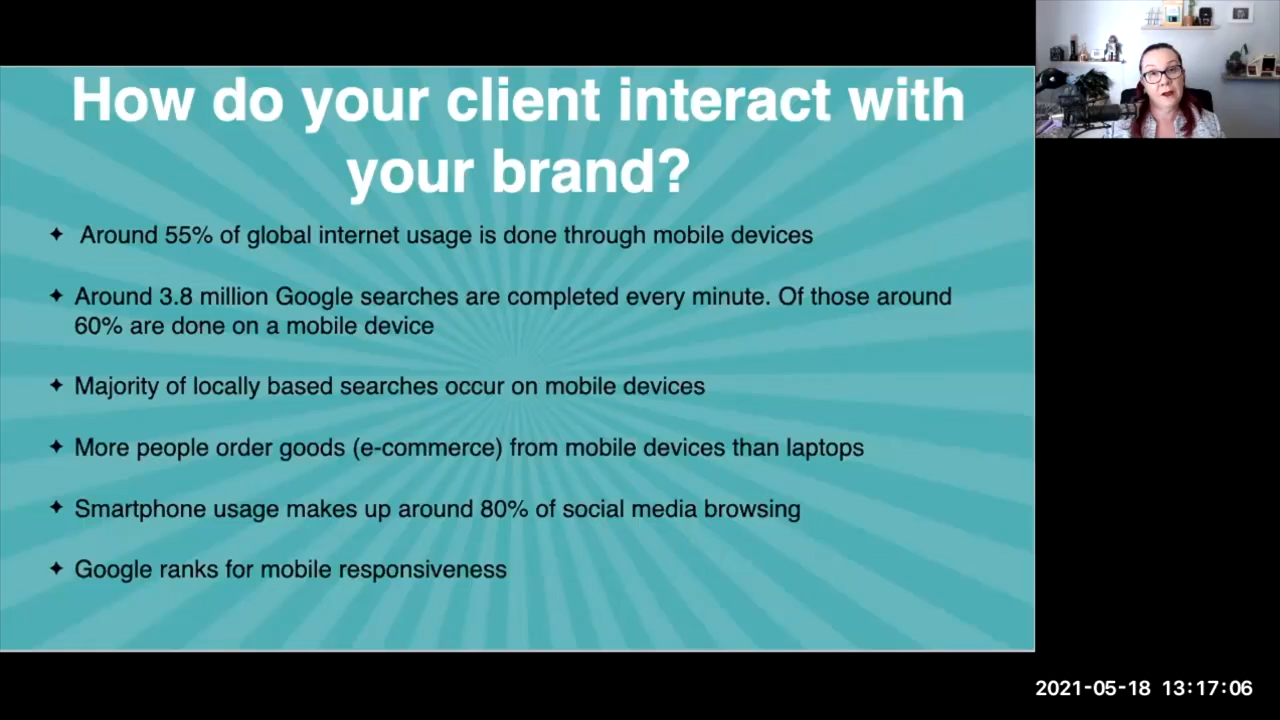 How do your client interact with
your brand?
✦ Around 55% of global internet usage is done through mobile devices
✦ Around 3.8 million Google searches are completed every minute. Of those around
60% are done on a mobile device
✦ Majority of locally based searches occur on mobile devices
✦ More people order goods (e-commerce) from mobile devices than laptops
✦ Smartphone usage makes up around 80% of social media browsing
✦ Google ranks for mobile responsiveness
2021-05-18 13:17:06